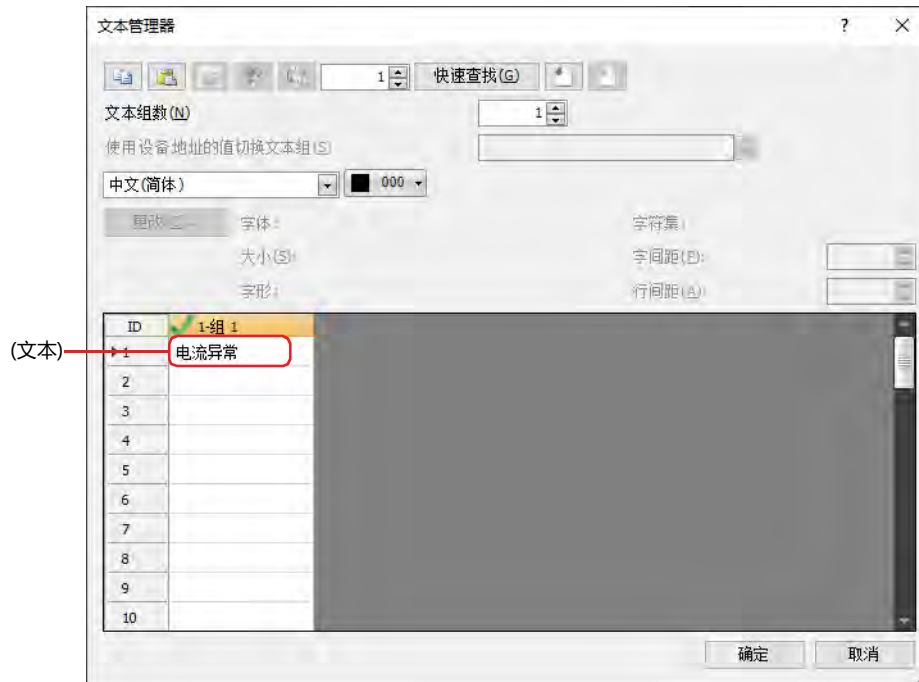 文本管理器 ? ×
1 快速查找(G)
文本组数(N) 1
使用设备地址的值切换文本组(S)
中文(简体) 000
字体: 字符集:
大小(S): 字间距(P):
字形: 行间距(A):
ID 1-组 1
(文本) 1 电流异常
2
3
4
5
6
7
8
9
10
确定 取消